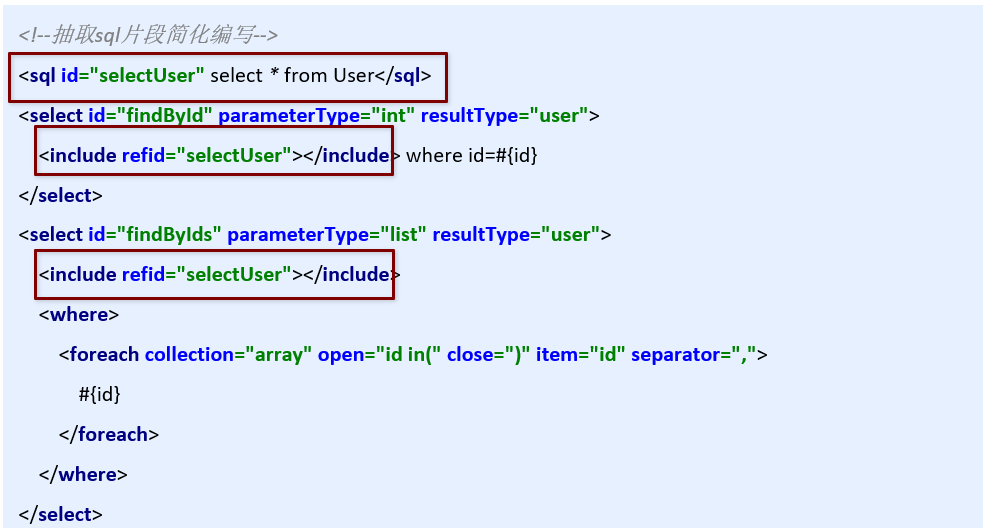 <!--抽取sql片段简化编写-->
<sql id="selectUser" select * from User</sql>
<select id="findById" parameterType="int" resultType="user">
<include refid="selectUser"></include> where id=#{id}
</select>
<select id="findByIds" parameterType="list" resultType="user">
<include refid="selectUser"></include>
<where>
<foreach collection="array" open="id in(" close=")" item="id" separator=",">
#{id}
</foreach>
</where>
</select>